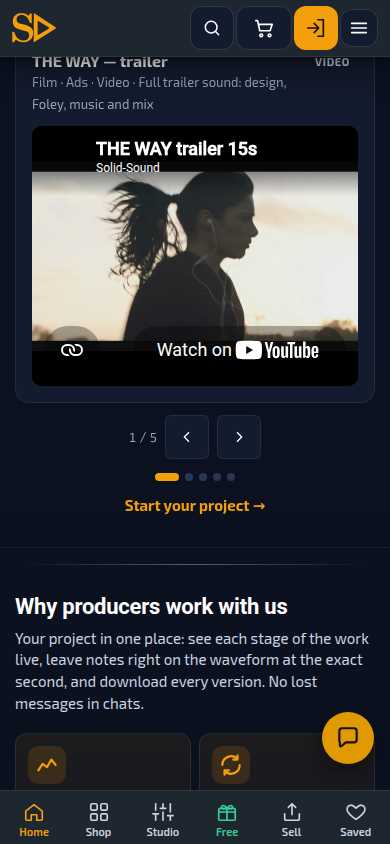 SD
THE WAY — trailer
VIDEO
Film · Ads · Video · Full trailer sound: design,
Foley, music and mix
THE WAY trailer 15s
Solid-Sound
Watch on YouTube
1 / 5
Start your project →
Why producers work with us
Your project in one place: see each stage of the work
live, leave notes right on the waveform at the exact
second, and download every version. No lost
messages in chats.
Home
Shop
Studio
Free
Sell
Saved